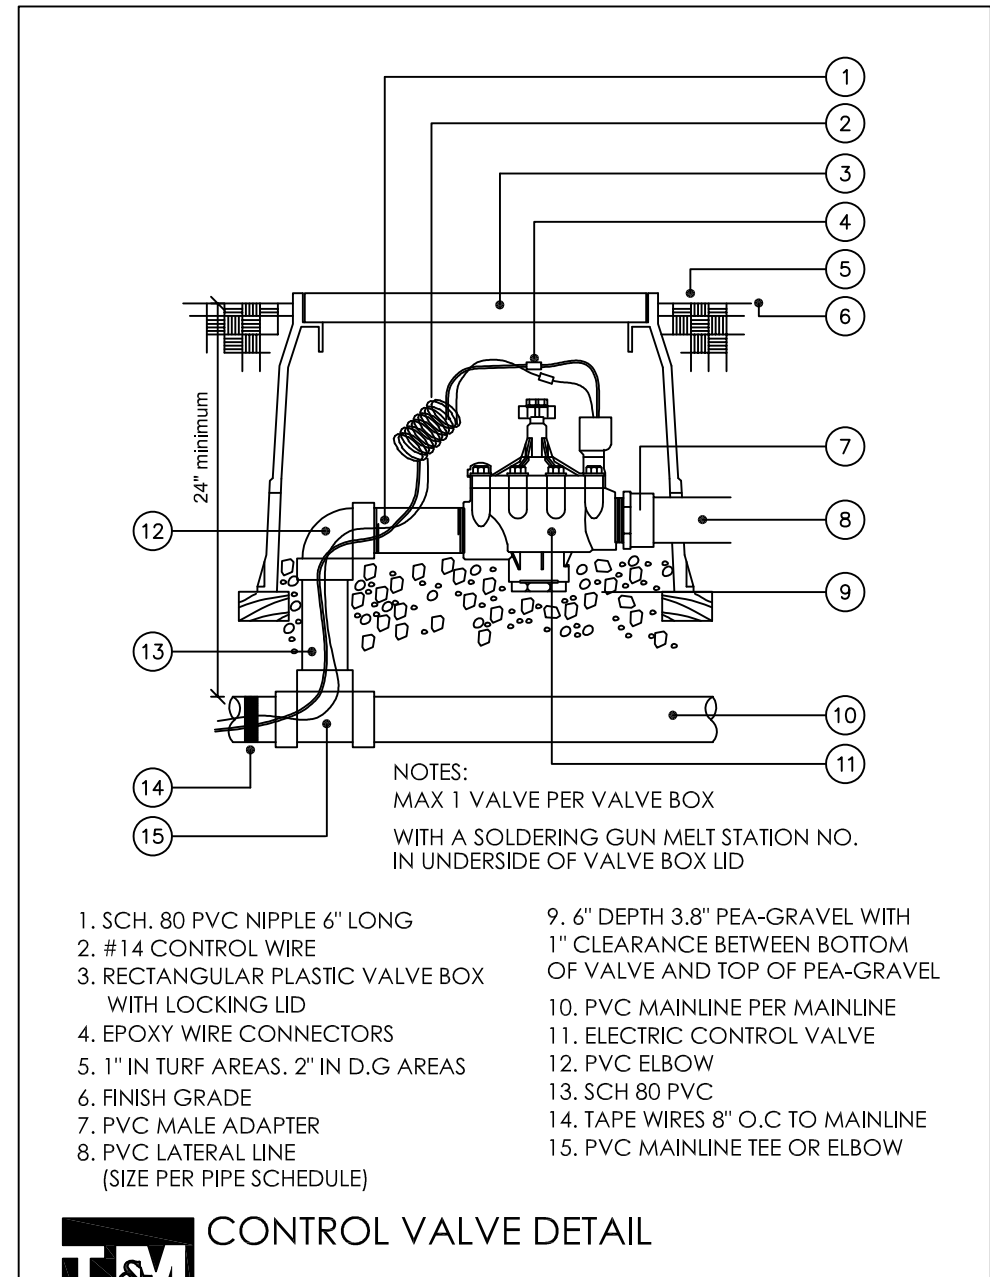 1
2
3
4
5
6
7
8
9
10
11
12
13
14
15
24" minimum
NOTES:
MAX 1 VALVE PER VALVE BOX
WITH A SOLDERING GUN MELT STATION NO.
IN UNDERSIDE OF VALVE BOX LID
1. SCH. 80 PVC NIPPLE 6" LONG
2. #14 CONTROL WIRE
3. RECTANGULAR PLASTIC VALVE BOX
WITH LOCKING LID
4. EPOXY WIRE CONNECTORS
5. 1" IN TURF AREAS. 2" IN D.G AREAS
6. FINISH GRADE
7. PVC MALE ADAPTER
8. PVC LATERAL LINE
(SIZE PER PIPE SCHEDULE)
9. 6" DEPTH 3.8" PEA-GRAVEL WITH
1" CLEARANCE BETWEEN BOTTOM
OF VALVE AND TOP OF PEA-GRAVEL
10. PVC MAINLINE PER MAINLINE
11. ELECTRIC CONTROL VALVE
12. PVC ELBOW
13. SCH 80 PVC
14. TAPE WIRES 8" O.C TO MAINLINE
15. PVC MAINLINE TEE OR ELBOW
CONTROL VALVE DETAIL
T&M